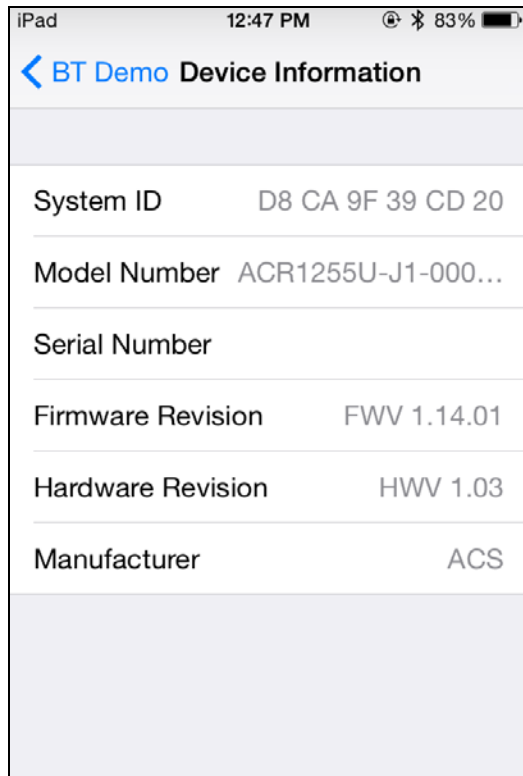 iPad 12:47 PM 83%
BT Demo Device Information
System ID D8 CA 9F 39 CD 20
Model Number ACR1255U-J1-000...
Serial Number
Firmware Revision FWV 1.14.01
Hardware Revision HWV 1.03
Manufacturer ACS